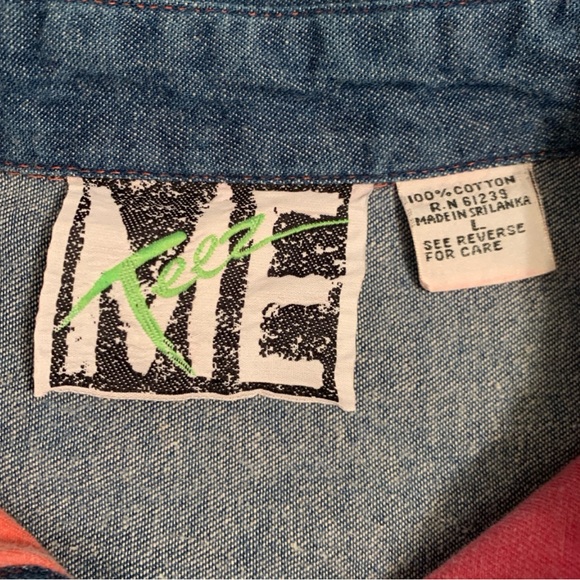 Teez
ME
100% COTTON
R.N 61239
MADE IN SRI LANKA
L
SEE REVERSE
FOR CARE